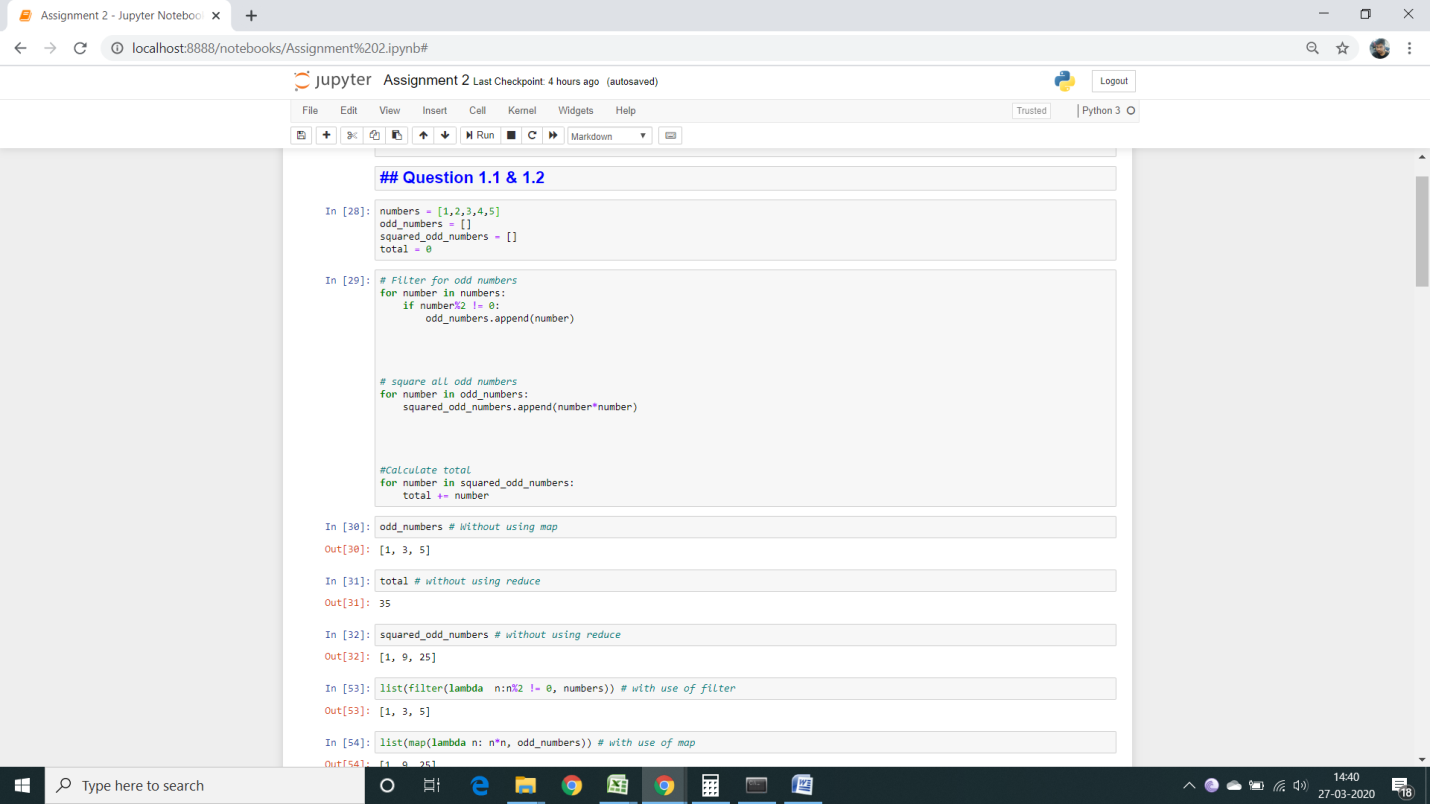 Assignment 2 - Jupyter Notebook
localhost:8888/notebooks/Assignment%202.ipynb#
jupyter Assignment 2 Last Checkpoint: 4 hours ago (autosaved)
Logout
File Edit View Insert Cell Kernel Widgets Help
Trusted
Python 3
Run
Markdown
## Question 1.1 & 1.2
In [28]: numbers = [1,2,3,4,5]
odd_numbers = []
squared_odd_numbers = []
total = 0
In [29]: # Filter for odd numbers
for number in numbers:
    if number%2 != 0:
        odd_numbers.append(number)
# square all odd numbers
for number in odd_numbers:
    squared_odd_numbers.append(number*number)
#Calculate total
for number in squared_odd_numbers:
    total += number
In [30]: odd_numbers # Without using map
Out[30]: [1, 3, 5]
In [31]: total # without using reduce
Out[31]: 35
In [32]: squared_odd_numbers # without using reduce
Out[32]: [1, 9, 25]
In [53]: list(filter(lambda  n:n%2 != 0, numbers)) # with use of filter
Out[53]: [1, 3, 5]
In [54]: list(map(lambda n: n*n, odd_numbers)) # with use of map
Out[54]: [1, 9, 25]
Type here to search
14:40
27-03-2020
18